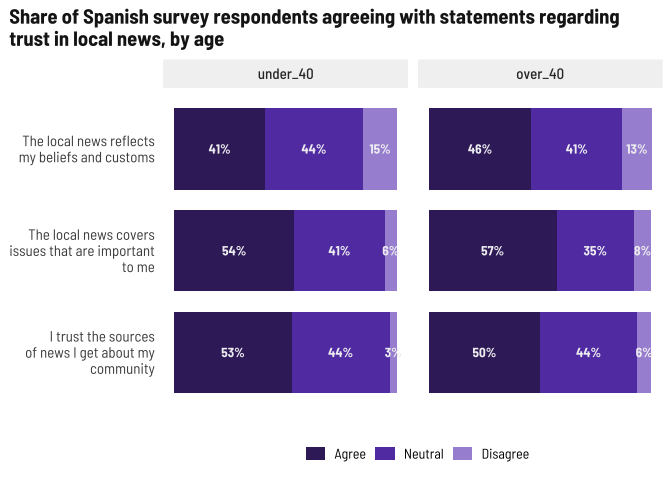 Share of Spanish survey respondents agreeing with statements regarding
trust in local news, by age
under_40
over_40
The local news reflects
my beliefs and customs
41%
44%
15%
46%
41%
13%
The local news covers
issues that are important
to me
54%
41%
6%
57%
35%
8%
I trust the sources
of news I get about my
community
53%
44%
3%
50%
44%
6%
Agree
Neutral
Disagree